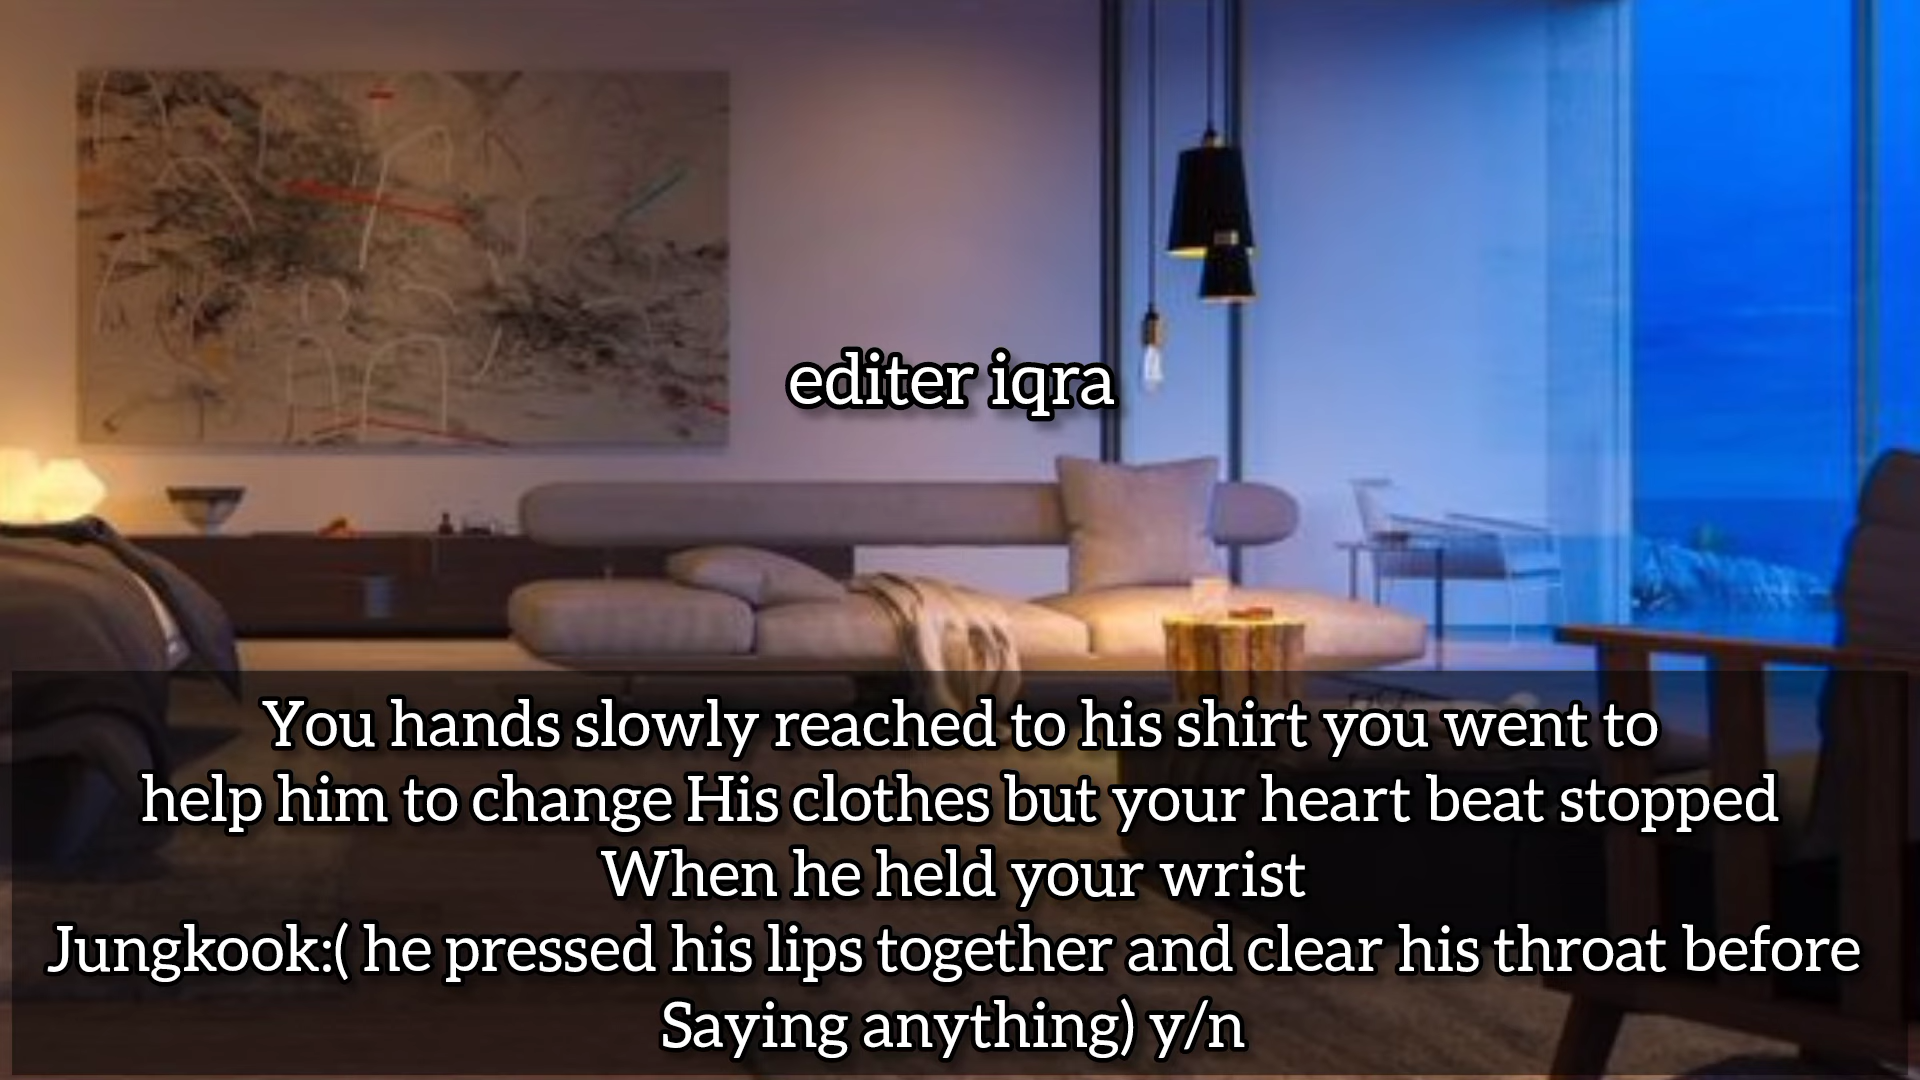 editer iqra
You hands slowly reached to his shirt you went to
help him to change His clothes but your heart beat stopped
When he held your wrist
Jungkook:( he pressed his lips together and clear his throat before
Saying anything) y/n